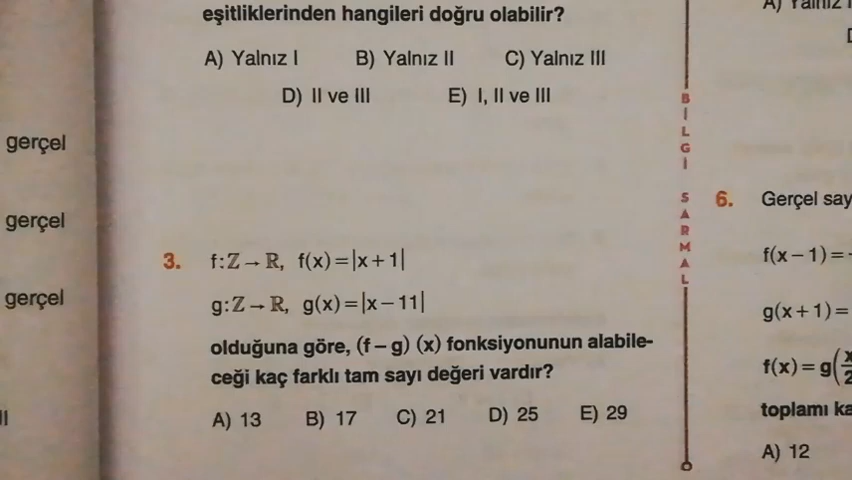 gerçel
gerçel
gerçel
eşitliklerinden hangileri doğru olabilir?
A) Yalnız I B) Yalnız II C) Yalnız III
D) II ve III E) I, II ve III
3. f:ℤ→ℝ, f(x)=|x+1|
g:ℤ→ℝ, g(x)=|x−11|
olduğuna göre, (f−g) (x) fonksiyonunun alabile-
ceği kaç farklı tam sayı değeri vardır?
A) 13 B) 17 C) 21 D) 25 E) 29
BİLGİ SARMAL
6. Gerçel say
f(x−1)=
g(x+1)=
f(x)=g(
toplamı ka
A) 12